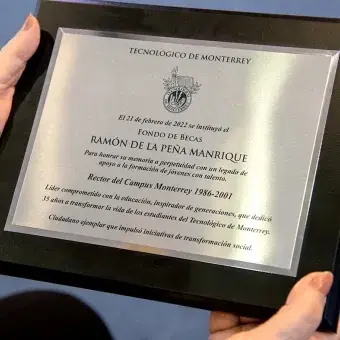 TECNOLÓGICO DE MONTERREY
El 21 de febrero de 2022 se instituyó el
FONDO DE BECAS
RAMÓN DE LA PEÑA MANRIQUE
Para honrar su memoria a perpetuidad con un legado de
apoyo a la formación de jóvenes con talento.
Rector del Campus Monterrey 1986-2001
Líder comprometido con la educación, inspirador de generaciones, que dedicó
35 años a transformar la vida de los estudiantes del Tecnológico de Monterrey.
Ciudadano ejemplar que impulsó iniciativas de transformación social.